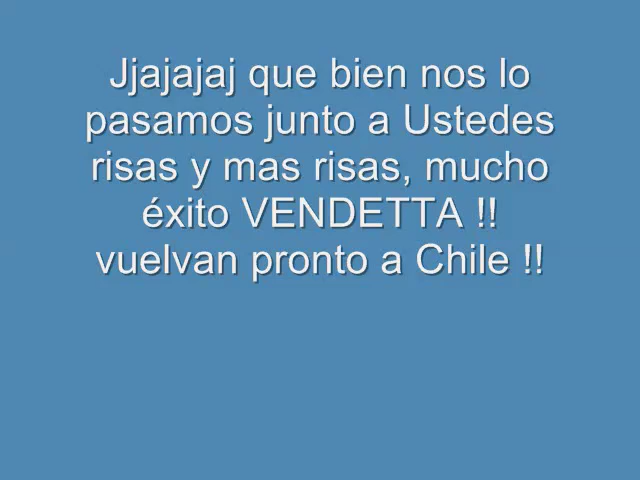 Jjajajaj que bien nos lo
pasamos junto a Ustedes
risas y mas risas, mucho
éxito VENDETTA !!
vuelvan pronto a Chile !!